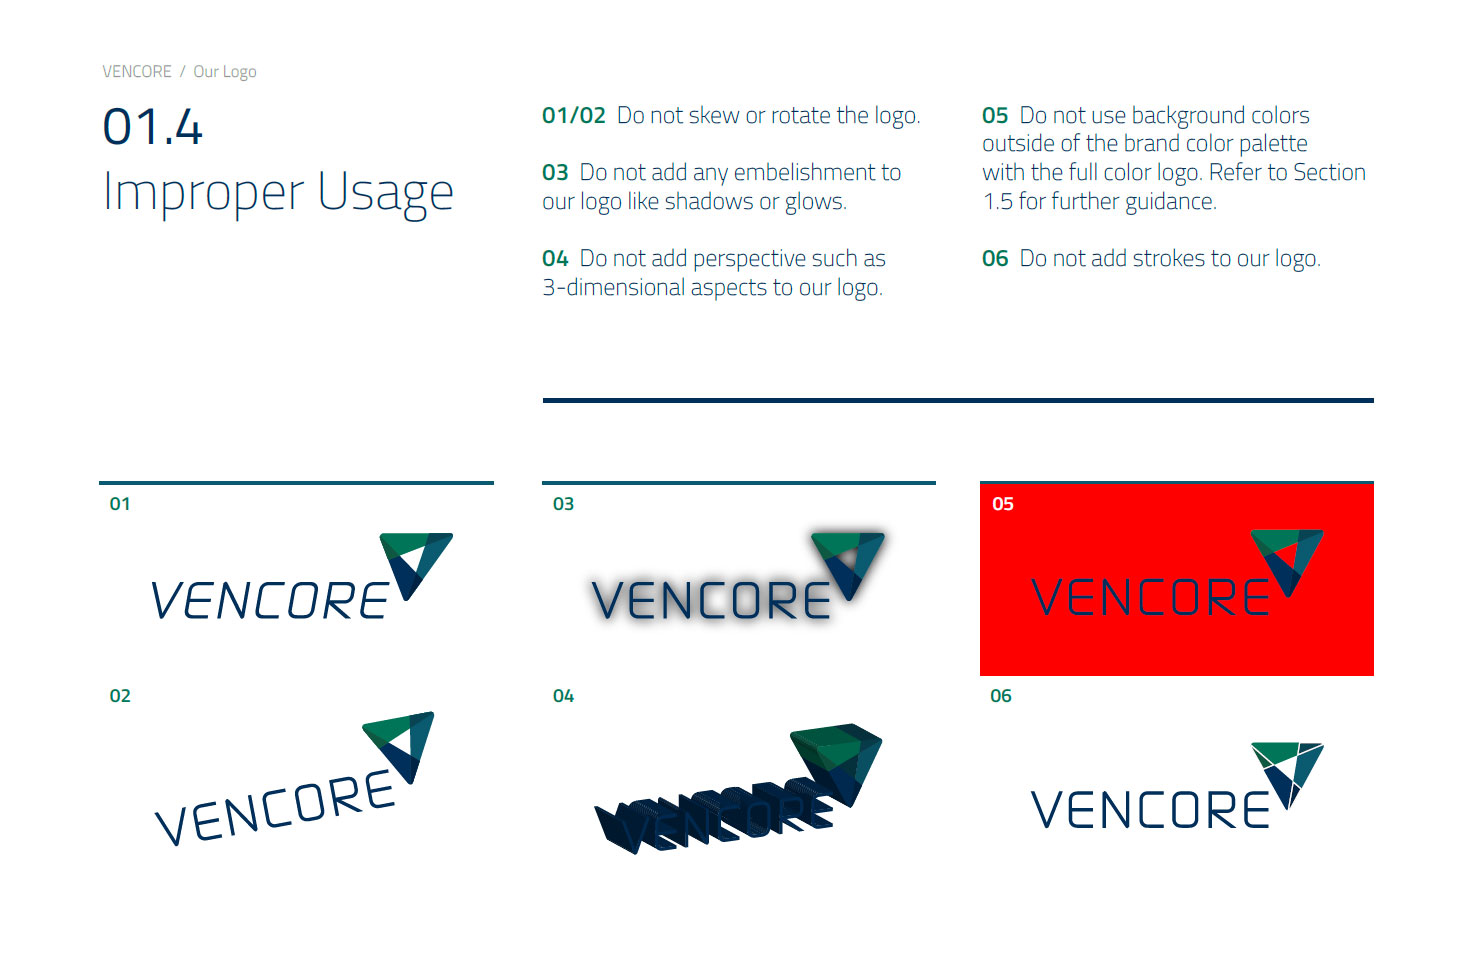 VENCORE / Our Logo
01.4
Improper Usage
01/02 Do not skew or rotate the logo.
03 Do not add any embelishment to
our logo like shadows or glows.
04 Do not add perspective such as
3-dimensional aspects to our logo.
05 Do not use background colors
outside of the brand color palette
with the full color logo. Refer to Section
1.5 for further guidance.
06 Do not add strokes to our logo.
01
VENCORE
03
VENCORE
05
VENCORE
02
VENCORE
04
VENCORE
06
VENCORE